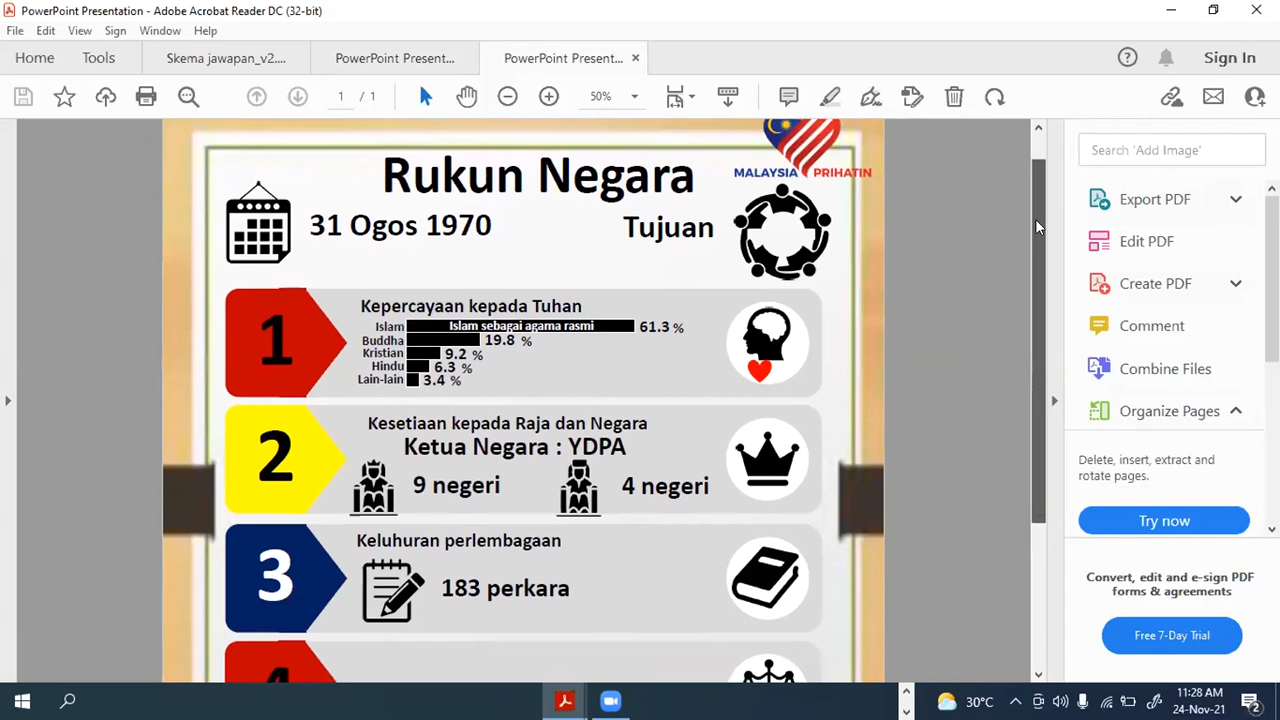 PowerPoint Presentation - Adobe Acrobat Reader DC (32-bit)
File Edit View Sign Window Help
Home Tools Skema jawapan_v2.... PowerPoint Present... PowerPoint Present... × Sign In
1 / 1 50%
Rukun Negara
MALAYSIA PRIHATIN
31 Ogos 1970 Tujuan
1
Kepercayaan kepada Tuhan
Islam Islam sebagai agama rasmi 61.3 %
Buddha 19.8 %
Kristian 9.2 %
Hindu 6.3 %
Lain-lain 3.4 %
2
Kesetiaan kepada Raja dan Negara
Ketua Negara : YDPA
9 negeri 4 negeri
3
Keluhuran perlembagaan
183 perkara
4
Search 'Add Image'
Export PDF
Edit PDF
Create PDF
Comment
Combine Files
Organize Pages
Delete, insert, extract and
rotate pages.
Try now
Convert, edit and e-sign PDF
forms & agreements
Free 7-Day Trial
30°C
11:28 AM
24-Nov-21
2